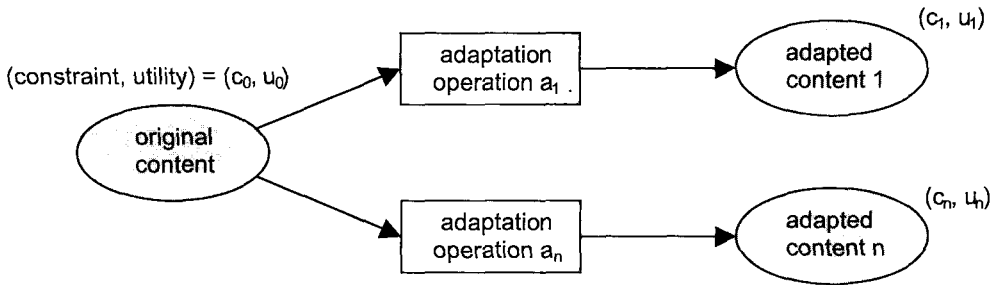 (c₁, u₁)
adaptation
operation a₁
adapted
content 1
(constraint, utility) = (c₀, u₀)
original
content
(cₙ, uₙ)
adaptation
operation aₙ
adapted
content n